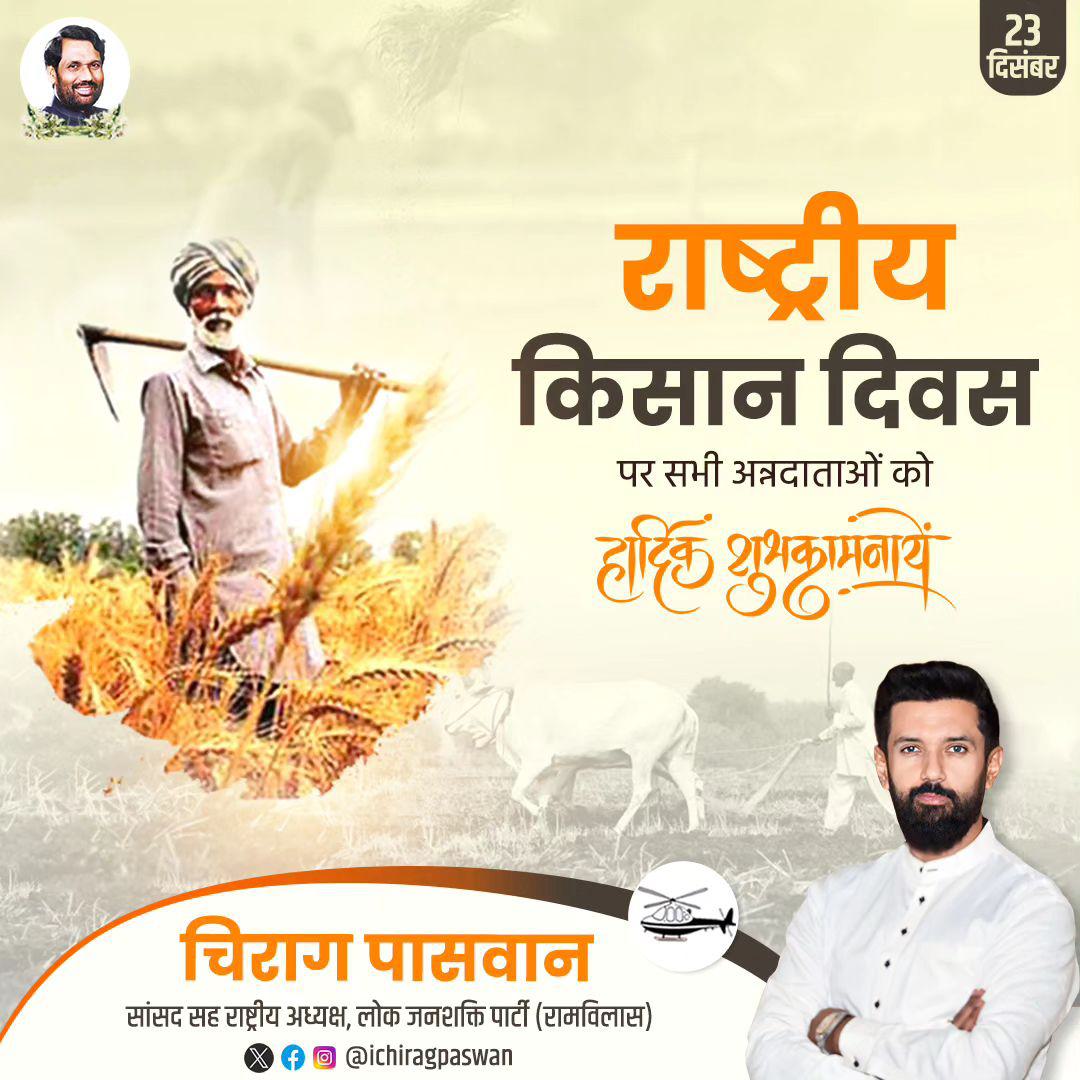 23
दिसंबर
राष्ट्रीय
किसान दिवस
पर सभी अन्नदाताओं को
हार्दिक शुभकामनायें
चिराग पासवान
सांसद सह राष्ट्रीय अध्यक्ष, लोक जनशक्ति पार्टी (रामविलास)
@ichiragpaswan